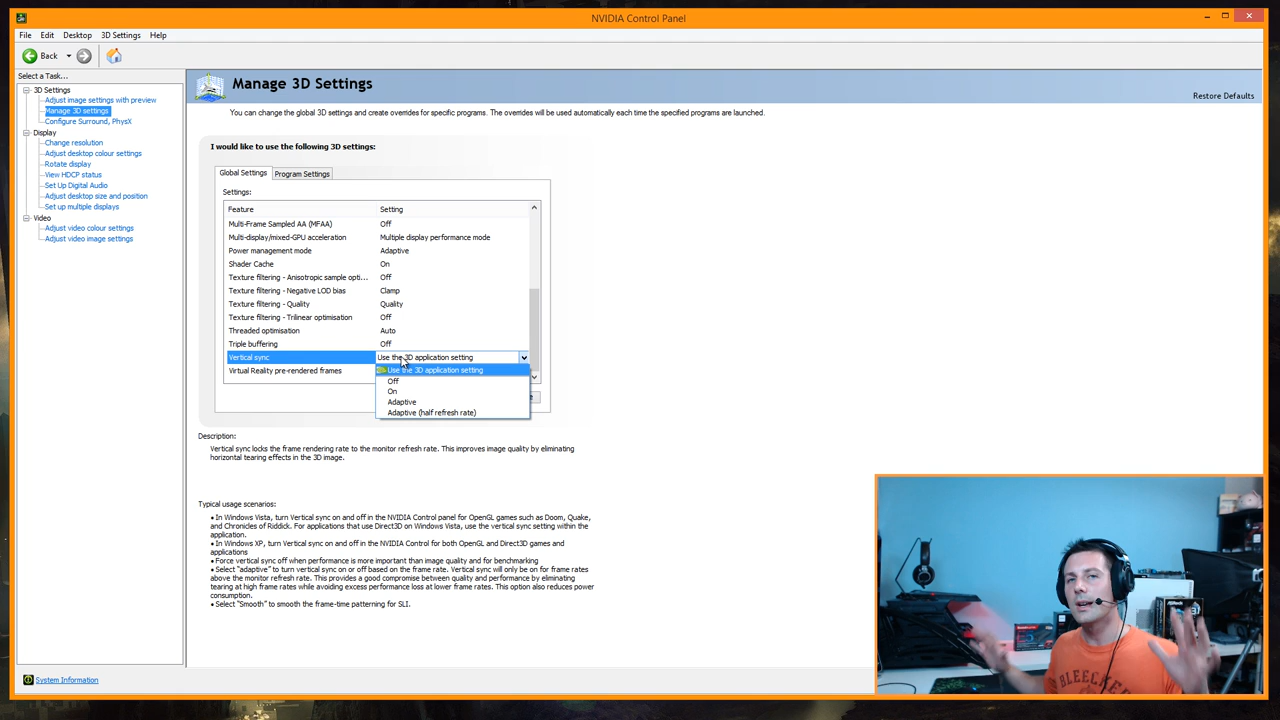 NVIDIA Control Panel
File Edit Desktop 3D Settings Help
Back
Select a Task...
3D Settings
Adjust image settings with preview
Manage 3D settings
Configure Surround, PhysX
Display
Change resolution
Adjust desktop colour settings
Rotate display
View HDCP status
Set Up Digital Audio
Adjust desktop size and position
Set up multiple displays
Video
Adjust video colour settings
Adjust video image settings
System Information
Manage 3D Settings
Restore Defaults
You can change the global 3D settings and create overrides for specific programs. The overrides will be used automatically each time the specified programs are launched.
I would like to use the following 3D settings:
Global Settings Program Settings
Settings:
Feature Setting
Multi-Frame Sampled AA (MFAA) Off
Multi-display/mixed-GPU acceleration Multiple display performance mode
Power management mode Adaptive
Shader Cache On
Texture filtering - Anisotropic sample opti... Off
Texture filtering - Negative LOD bias Clamp
Texture filtering - Quality Quality
Texture filtering - Trilinear optimisation Off
Threaded optimisation Auto
Triple buffering Off
Vertical sync Use the 3D application setting
Virtual Reality pre-rendered frames
Use the 3D application setting
Off
On
Adaptive
Adaptive (half refresh rate)
Description:
Vertical sync locks the frame rendering rate to the monitor refresh rate. This improves image quality by eliminating
horizontal tearing effects in the 3D image.
Typical usage scenarios:
• In Windows Vista, turn Vertical sync on and off in the NVIDIA Control panel for OpenGL games such as Doom, Quake,
and Chronicles of Riddick. For applications that use Direct3D on Windows Vista, use the vertical sync setting within the
application.
• In Windows XP, turn Vertical sync on and off in the NVIDIA Control for both OpenGL and Direct3D games and
applications
• Force vertical sync off when performance is more important than image quality and for benchmarking
• Select "adaptive" to turn vertical sync on or off based on the frame rate. Vertical sync will only be on for frame rates
above the monitor refresh rate. This provides a good compromise between quality and performance by eliminating
tearing at high frame rates while avoiding excess performance loss at lower frame rates. This option also reduces power
consumption.
• Select "Smooth" to smooth the frame-time patterning for SLI.
ASRock
BLEECKER